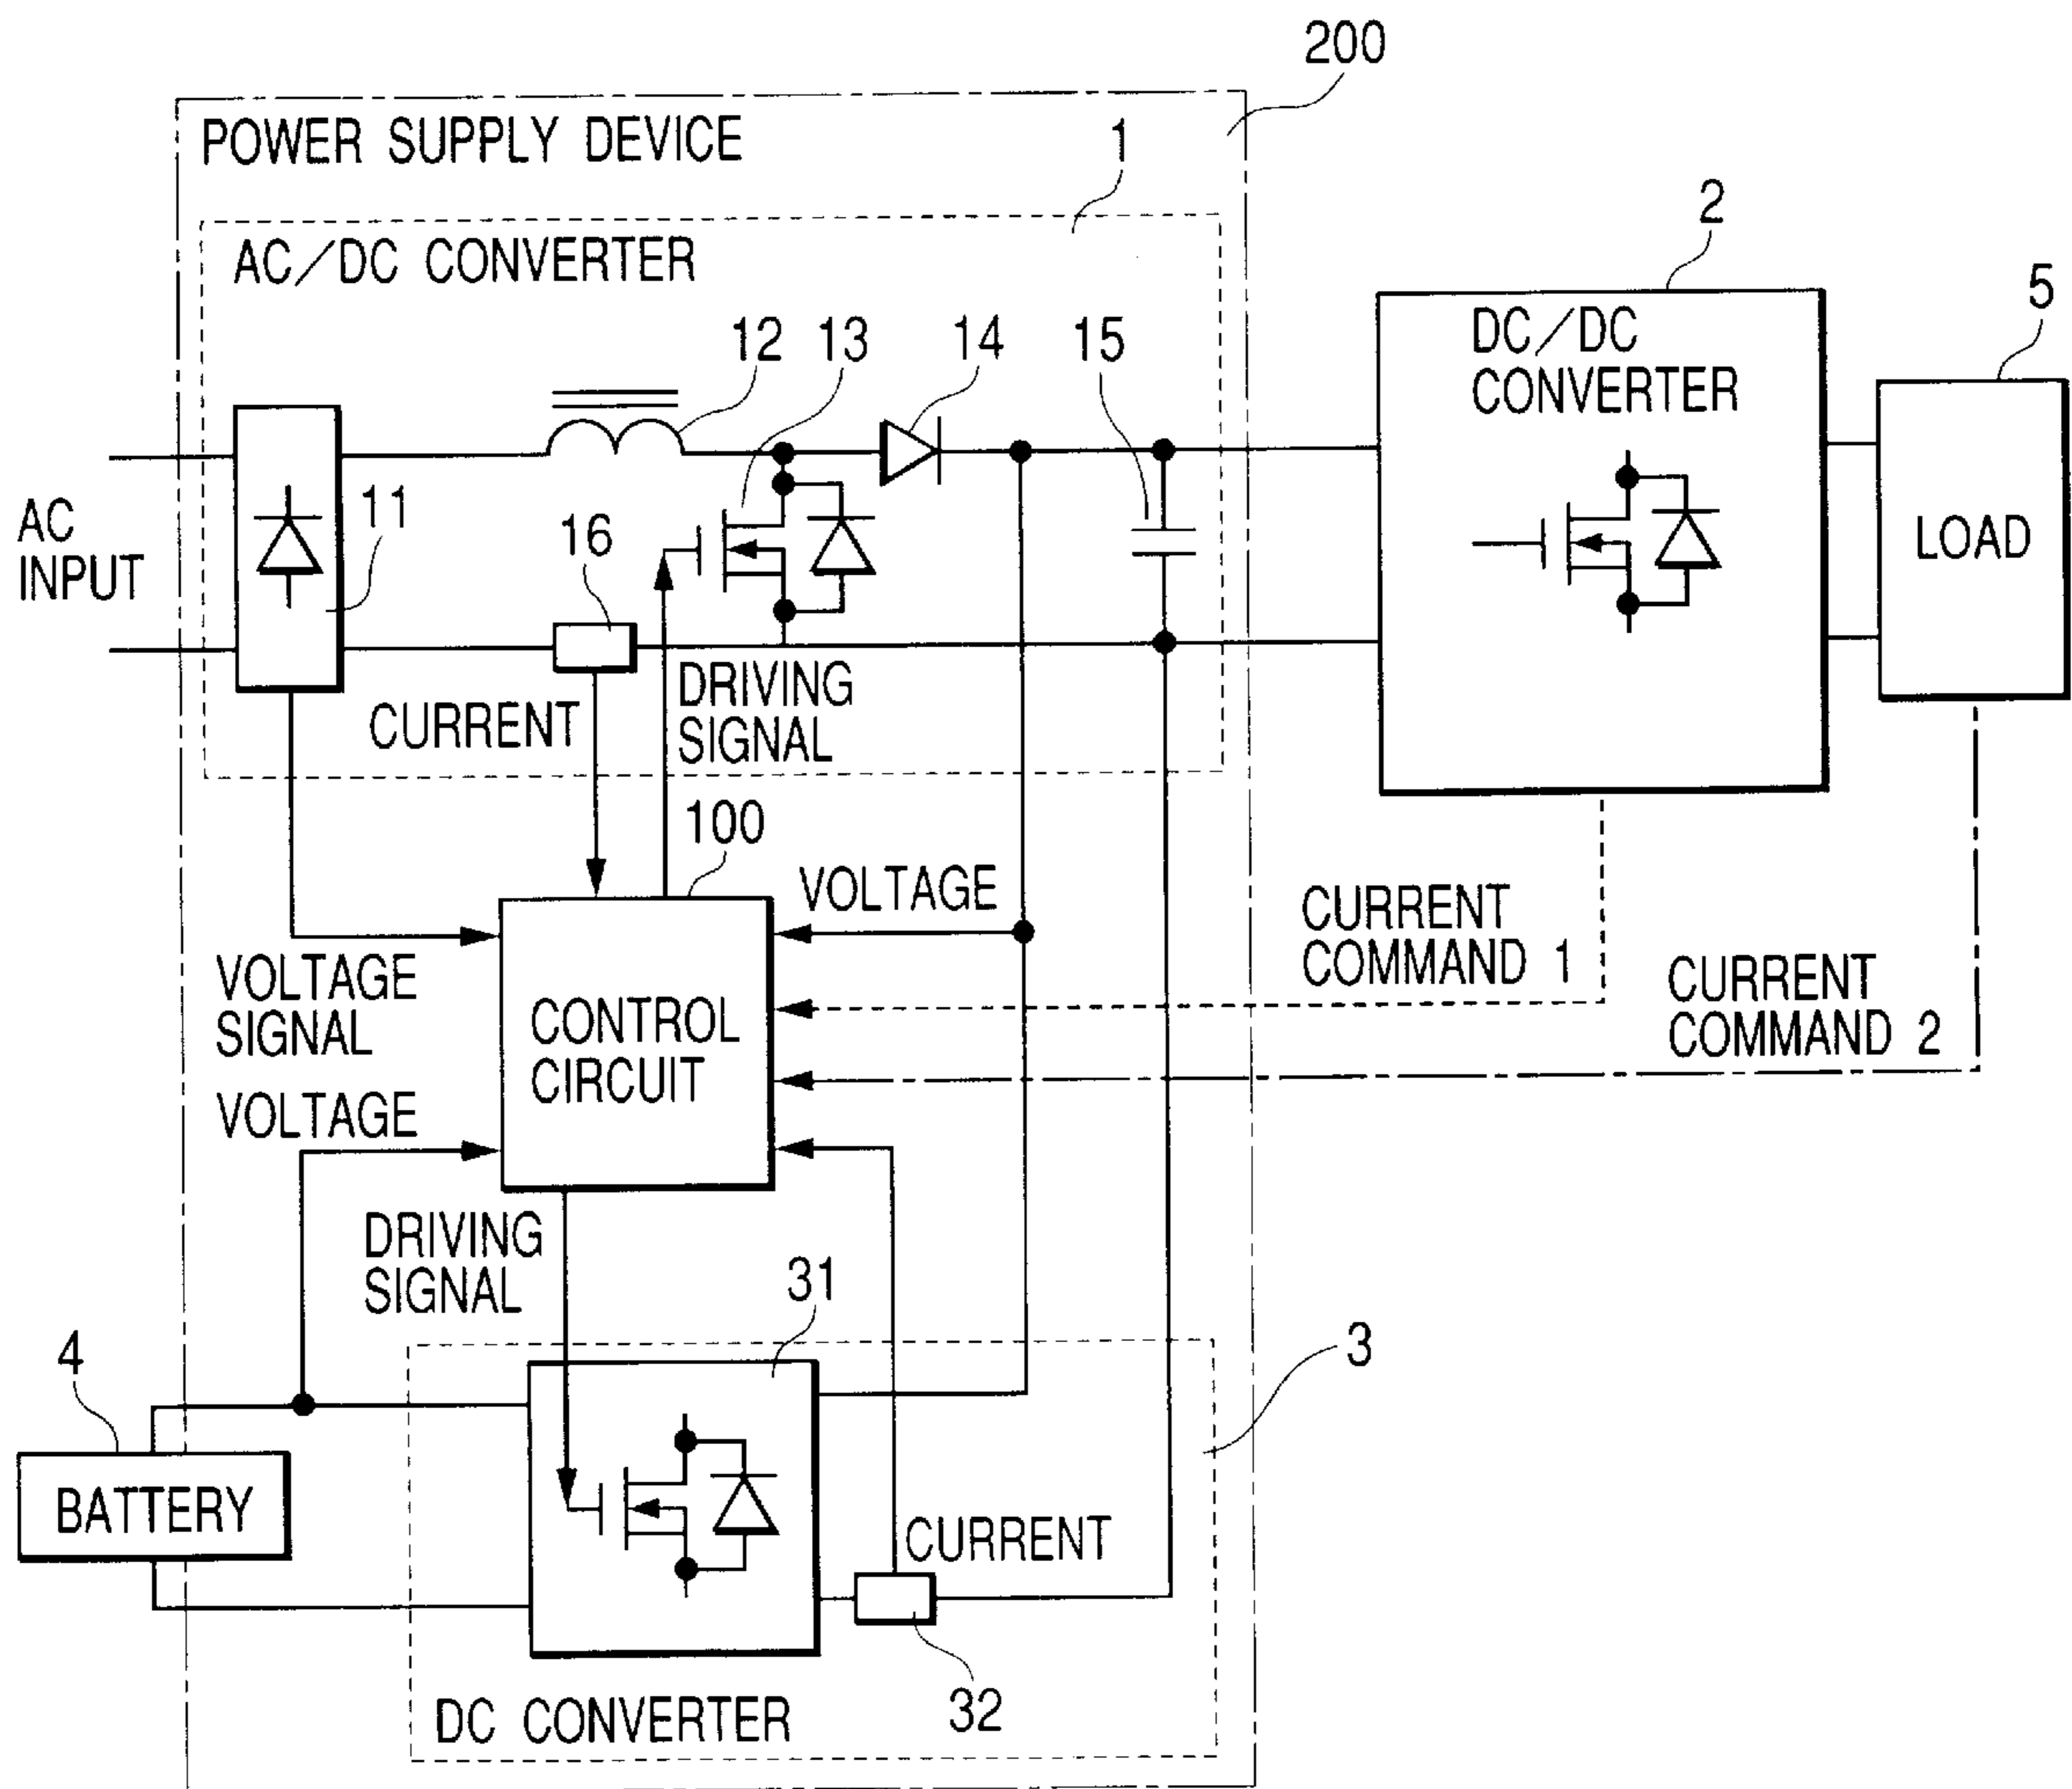 200
POWER SUPPLY DEVICE
1
2
AC/DC CONVERTER
5
12
13
14
15
DC/DC
CONVERTER
11
16
AC
INPUT
LOAD
CURRENT
DRIVING
SIGNAL
100
VOLTAGE
CURRENT
COMMAND 1
VOLTAGE
SIGNAL
CONTROL
CIRCUIT
CURRENT
COMMAND 2
VOLTAGE
DRIVING
SIGNAL
31
4
3
BATTERY
CURRENT
32
DC CONVERTER